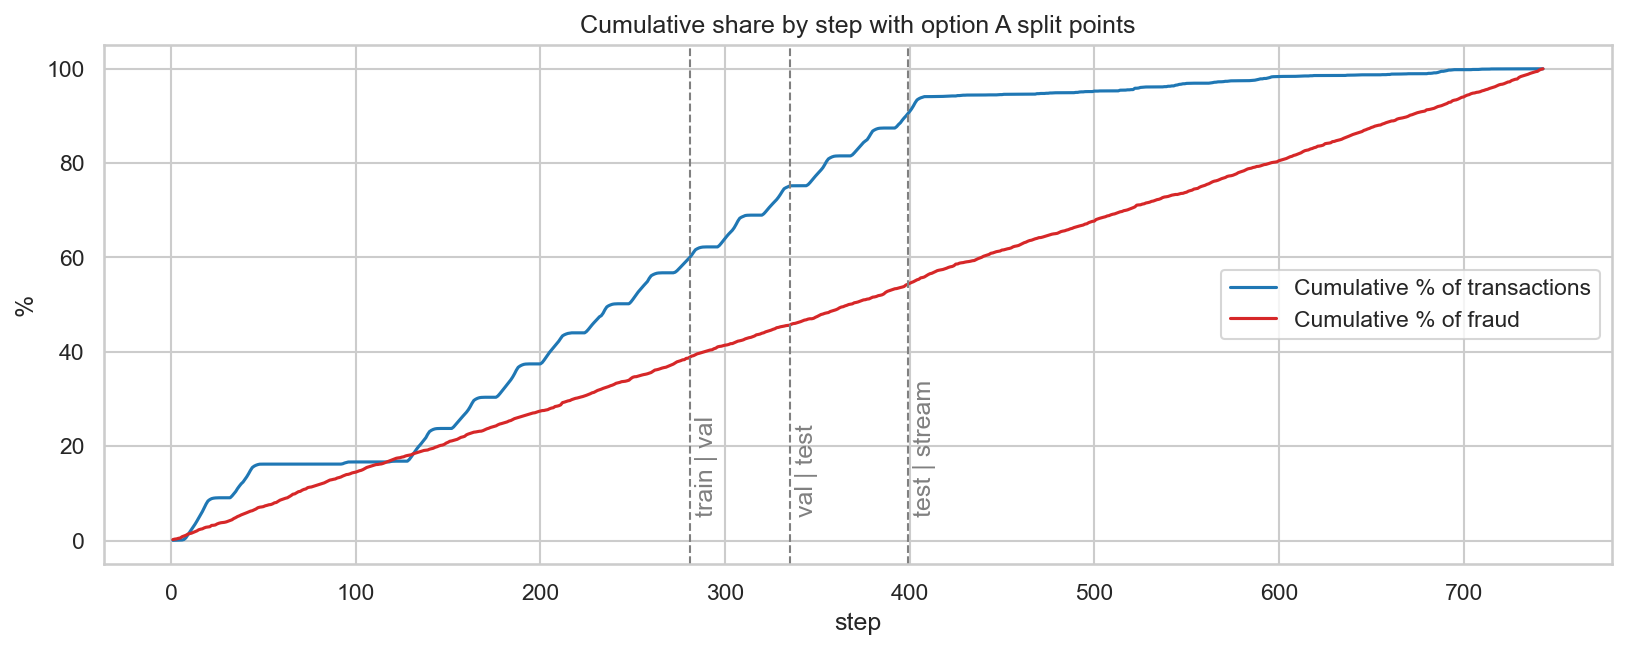 Cumulative share by step with option A split points
100
80
60
40
20
0
%
train | val
val | test
test | stream
Cumulative % of transactions
Cumulative % of fraud
0 100 200 300 400 500 600 700
step